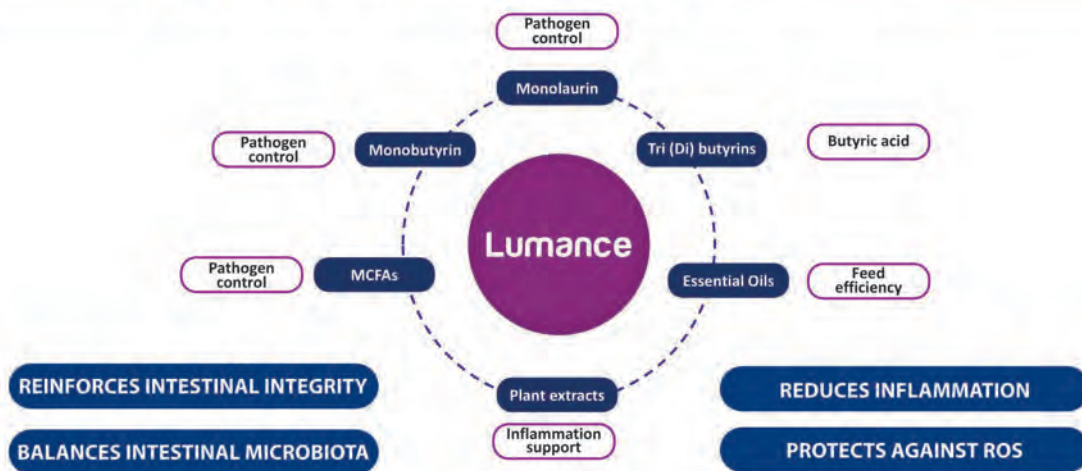 Pathogen
control
Monolaurin
Pathogen
control
Monobutyrin
Tri (Di) butyrins
Butyric acid
Lumance
Pathogen
control
MCFAs
Essential Oils
Feed
efficiency
REINFORCES INTESTINAL INTEGRITY
Plant extracts
REDUCES INFLAMMATION
BALANCES INTESTINAL MICROBIOTA
Inflammation
support
PROTECTS AGAINST ROS